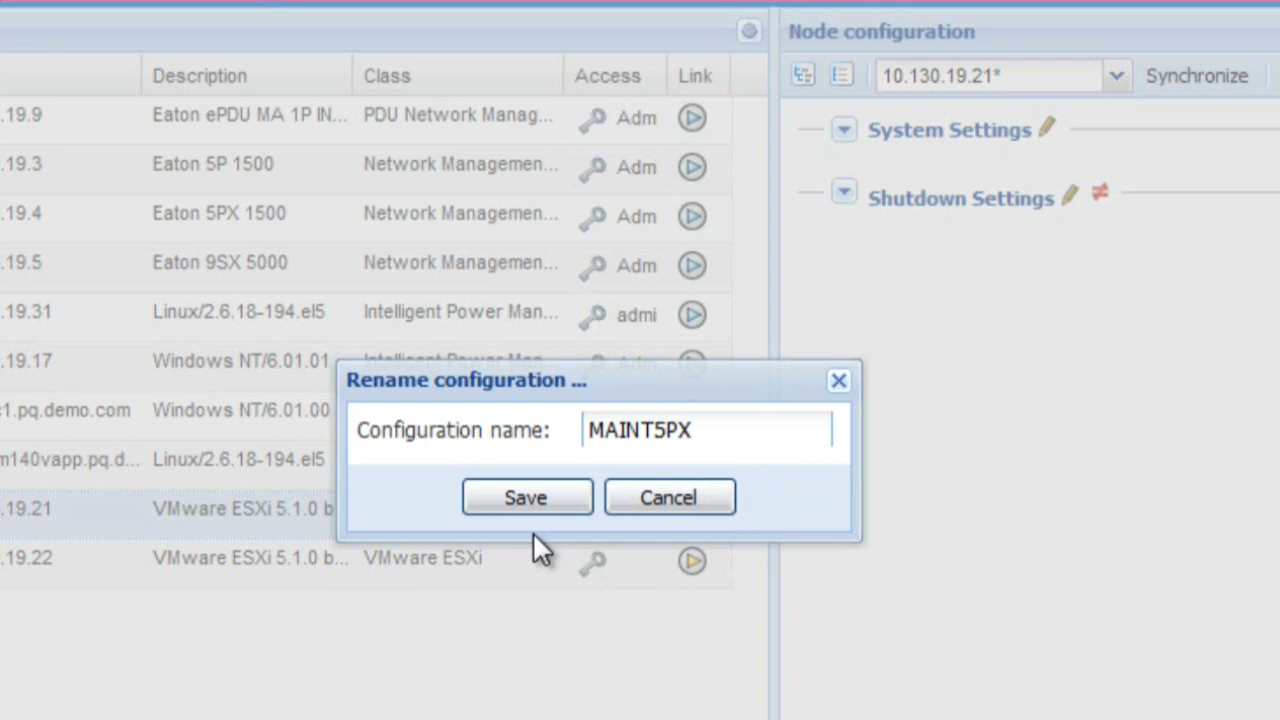 Node configuration
Description Class Access Link
10.130.19.21* Synchronize
.19.9 Eaton ePDU MA 1P IN... PDU Network Manag... Adm
System Settings
.19.3 Eaton 5P 1500 Network Managemen... Adm
Shutdown Settings
.19.4 Eaton 5PX 1500 Network Managemen... Adm
.19.5 Eaton 9SX 5000 Network Managemen... Adm
.19.31 Linux/2.6.18-194.el5 Intelligent Power Man... admi
.19.17 Windows NT/6.01.01 Intelligent Power Man... Adm
Rename configuration ...
c1.pq.demo.com Windows NT/6.01.00
Configuration name: MAINT5PX
m140vapp.pq.d... Linux/2.6.18-194.el5
Save Cancel
.19.21 VMware ESXi 5.1.0 b
.19.22 VMware ESXi 5.1.0 b... VMware ESXi